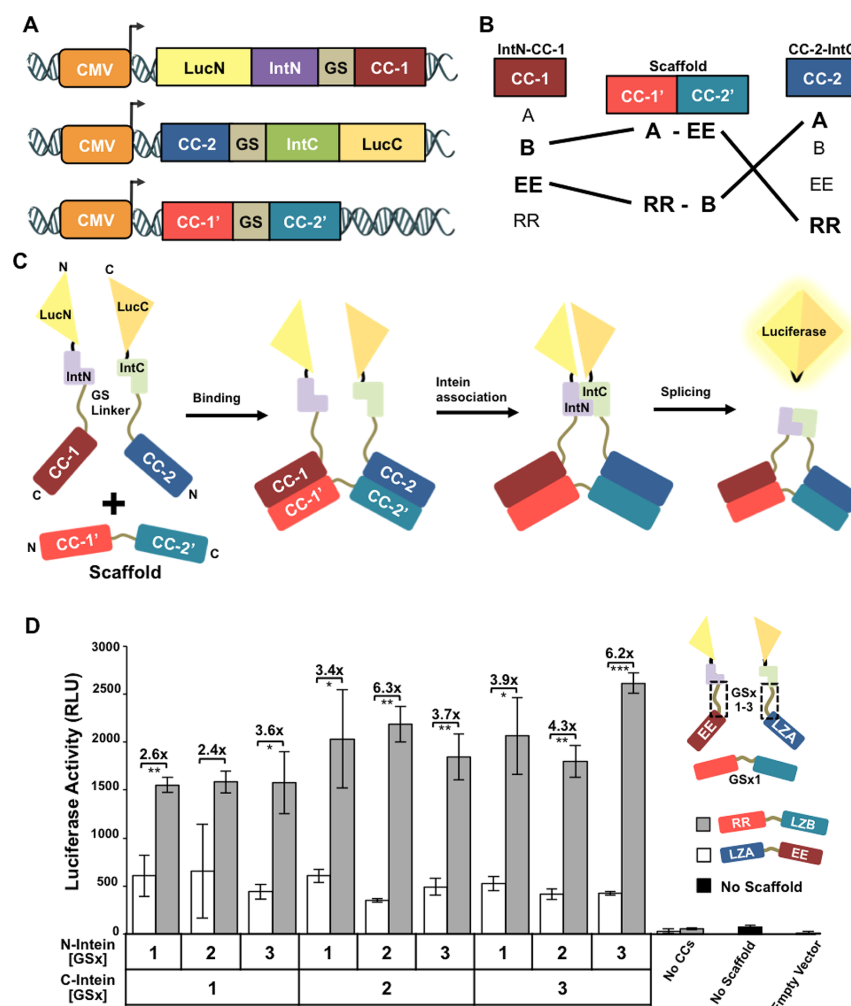 A
CMV LucN IntN GS CC-1
CMV CC-2 GS IntC LucC
CMV CC-1' GS CC-2'
B
IntN-CC-1 CC-2-IntC
Scaffold
CC-1 CC-1' CC-2' CC-2
A A
B A - EE B
EE RR - B EE
RR RR
C
N C
LucN LucC
IntN IntC
GS
Linker
CC-1 CC-2
C N
N CC-1' CC-2' C
Scaffold
Binding
CC-1 CC-2
CC-1' CC-2'
Intein
association
IntN IntC
Splicing
Luciferase
D
Luciferase Activity (RLU)
3000
2500
2000
1500
1000
500
0
2.6x 2.4x 3.6x 3.4x 6.3x 3.7x 3.9x 4.3x 6.2x
** * * ** ** * ** ***
N-Intein
[GSx]
1 2 3 1 2 3 1 2 3
C-Intein
[GSx]
1 2 3
No CCs
No Scaffold
Empty Vector
GSx
1-3
EE LZA
GSx1
RR LZB
LZA EE
No Scaffold